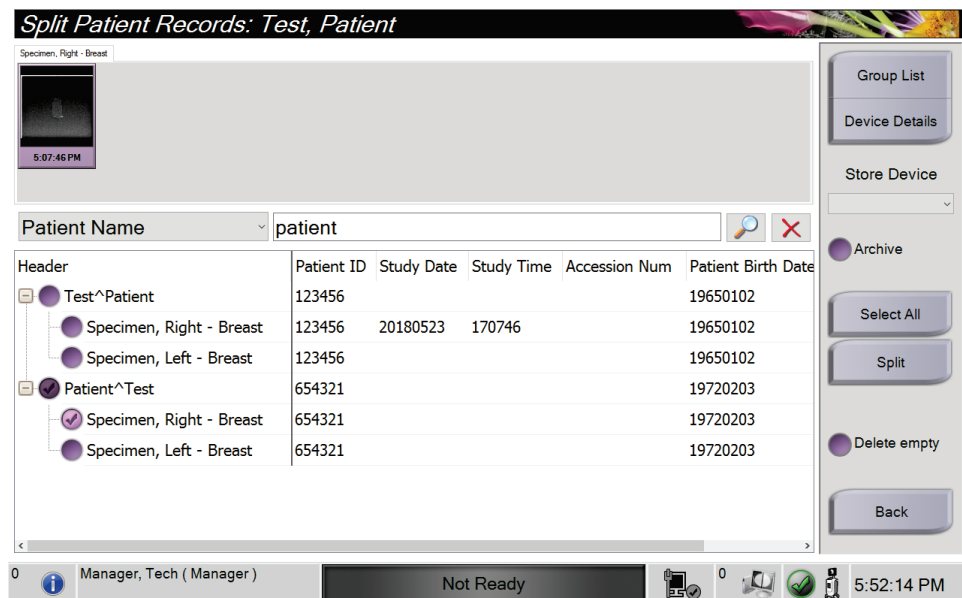 Split Patient Records: Test, Patient
Specimen, Right - Breast
5:07:46 PM
Group List
Device Details
Store Device
Archive
Select All
Split
Delete empty
Back
Patient Name patient
Header Patient ID Study Date Study Time Accession Num Patient Birth Date
Test^Patient 123456 19650102
Specimen, Right - Breast 123456 20180523 170746 19650102
Specimen, Left - Breast 123456 19650102
Patient^Test 654321 19720203
Specimen, Right - Breast 654321 19720203
Specimen, Left - Breast 654321 19720203
0 Manager, Tech ( Manager ) Not Ready 0 5:52:14 PM